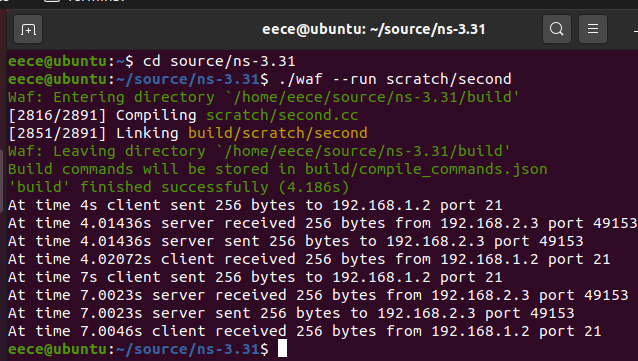 eece@ubuntu: ~/source/ns-3.31
eece@ubuntu:~$ cd source/ns-3.31
eece@ubuntu:~/source/ns-3.31$ ./waf --run scratch/second
Waf: Entering directory `/home/eece/source/ns-3.31/build'
[2816/2891] Compiling scratch/second.cc
[2851/2891] Linking build/scratch/second
Waf: Leaving directory `/home/eece/source/ns-3.31/build'
Build commands will be stored in build/compile_commands.json
'build' finished successfully (4.186s)
At time 4s client sent 256 bytes to 192.168.1.2 port 21
At time 4.01436s server received 256 bytes from 192.168.2.3 port 49153
At time 4.01436s server sent 256 bytes to 192.168.2.3 port 49153
At time 4.02072s client received 256 bytes from 192.168.1.2 port 21
At time 7s client sent 256 bytes to 192.168.1.2 port 21
At time 7.0023s server received 256 bytes from 192.168.2.3 port 49153
At time 7.0023s server sent 256 bytes to 192.168.2.3 port 49153
At time 7.0046s client received 256 bytes from 192.168.1.2 port 21
eece@ubuntu:~/source/ns-3.31$